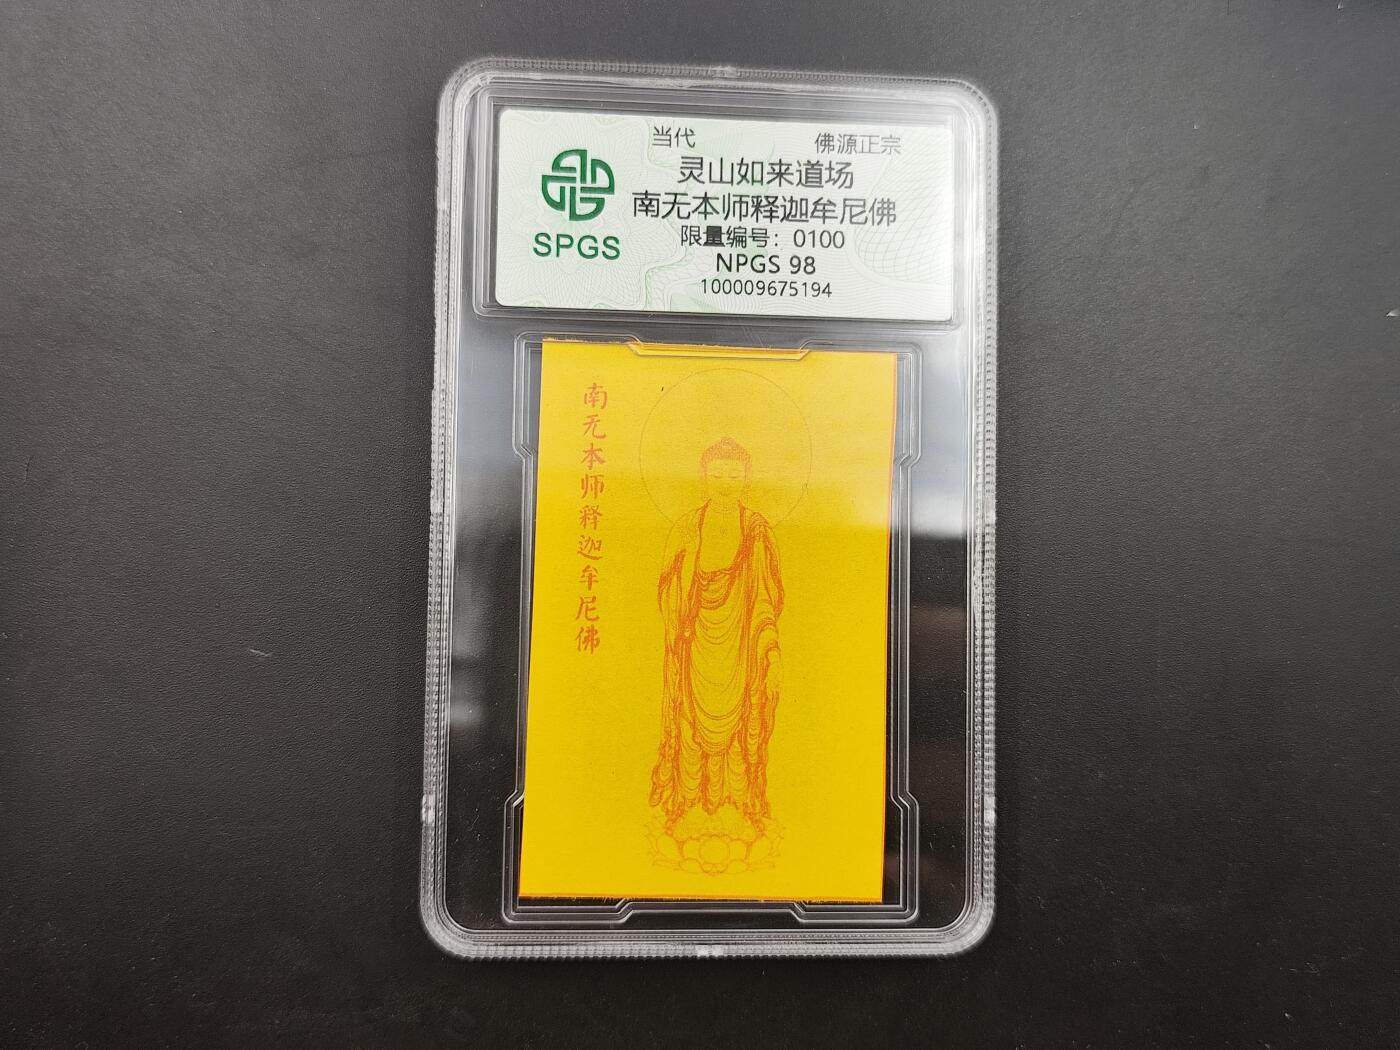 当代 佛源正宗
灵山如来道场
南无本师释迦牟尼佛
限量编号：0100
NPGS 98
100009675194
SPGS
南无本师释迦牟尼佛